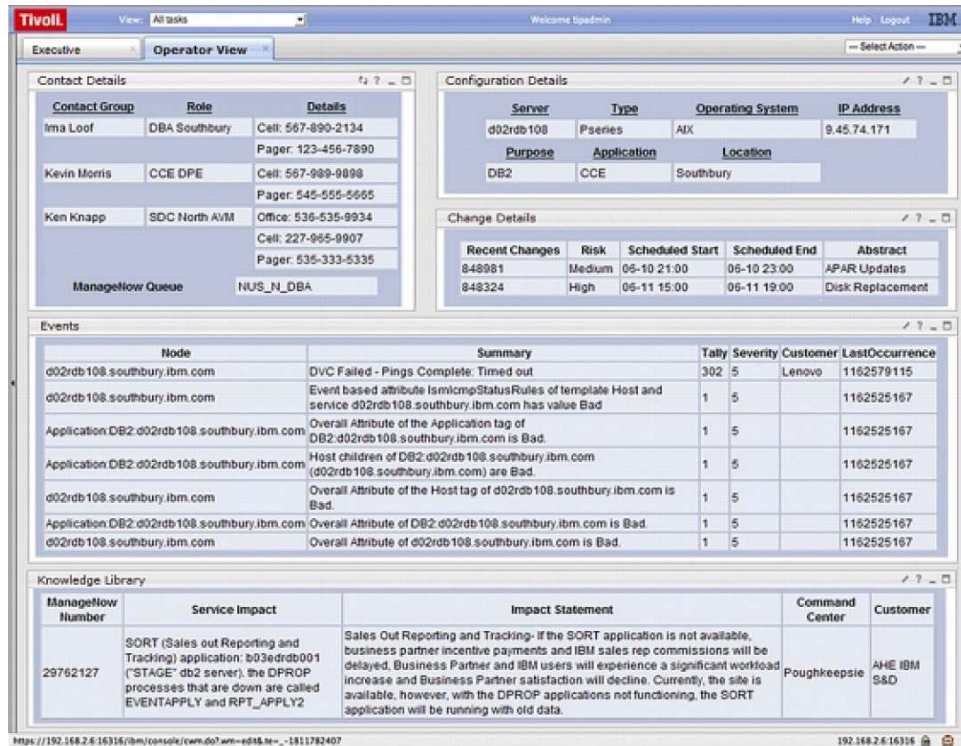 Tivoli. View: All tasks Welcome tipadmin Help Logout IBM
Executive Operator View --- Select Action ---
Contact Details
Contact Group Role Details
Ima Loof DBA Southbury Cell: 567-890-2134
Pager: 123-456-7890
Kevin Morris CCE DPE Cell: 567-989-9898
Pager: 545-555-5665
Ken Knapp SDC North AVM Office: 536-535-9934
Cell: 227-965-9907
Pager: 535-333-5335
ManageNow Queue NUS_N_DBA
Configuration Details
Server Type Operating System IP Address
d02rdb108 Pseries AIX 9.45.74.171
Purpose Application Location
DB2 CCE Southbury
Change Details
Recent Changes Risk Scheduled Start Scheduled End Abstract
848981 Medium 06-10 21:00 06-10 23:00 APAR Updates
848324 High 06-11 15:00 06-11 19:00 Disk Replacement
Events
Node Summary Tally Severity Customer LastOccurrence
d02rdb108.southbury.ibm.com DVC Failed - Pings Complete: Timed out 302 5 Lenovo 1162579115
Event based attribute IsmIcmpStatusRules of template Host and
d02rdb108.southbury.ibm.com service d02rdb108.southbury.ibm.com has value Bad 1 5 1162525167
Overall Attribute of the Application tag of
Application:DB2:d02rdb108.southbury.ibm.com DB2:d02rdb108.southbury.ibm.com is Bad. 1 5 1162525167
Host children of DB2:d02rdb108.southbury.ibm.com
Application:DB2:d02rdb108.southbury.ibm.com (d02rdb108.southbury.ibm.com) are Bad. 1 5 1162525167
Overall Attribute of the Host tag of d02rdb108.southbury.ibm.com is
d02rdb108.southbury.ibm.com Bad. 1 5 1162525167
Application:DB2:d02rdb108.southbury.ibm.com Overall Attribute of DB2:d02rdb108.southbury.ibm.com is Bad. 1 5 1162525167
d02rdb108.southbury.ibm.com Overall Attribute of d02rdb108.southbury.ibm.com is Bad. 1 5 1162525167
Knowledge Library
ManageNow Number Service Impact Impact Statement Command Center Customer
29762127
SORT (Sales out Reporting and
Tracking) application: b03edrdb001
("STAGE" db2 server). the DPROP
processes that are down are called
EVENTAPPLY and RPT_APPLY2
Sales Out Reporting and Tracking- If the SORT application is not available,
business partner incentive payments and IBM sales rep commissions will be
delayed, Business Partner and IBM users will experience a significant workload
increase and Business Partner satisfaction will decline. Currently, the site is
available, however, with the DPROP applications not functioning, the SORT
application will be running with old data.
Poughkeepsie
AHE IBM
S&D
https://192.168.2.6:16316/ibm/console/cwm.do?wm=edit&te=_-1811782407 192.168.2.6:16316